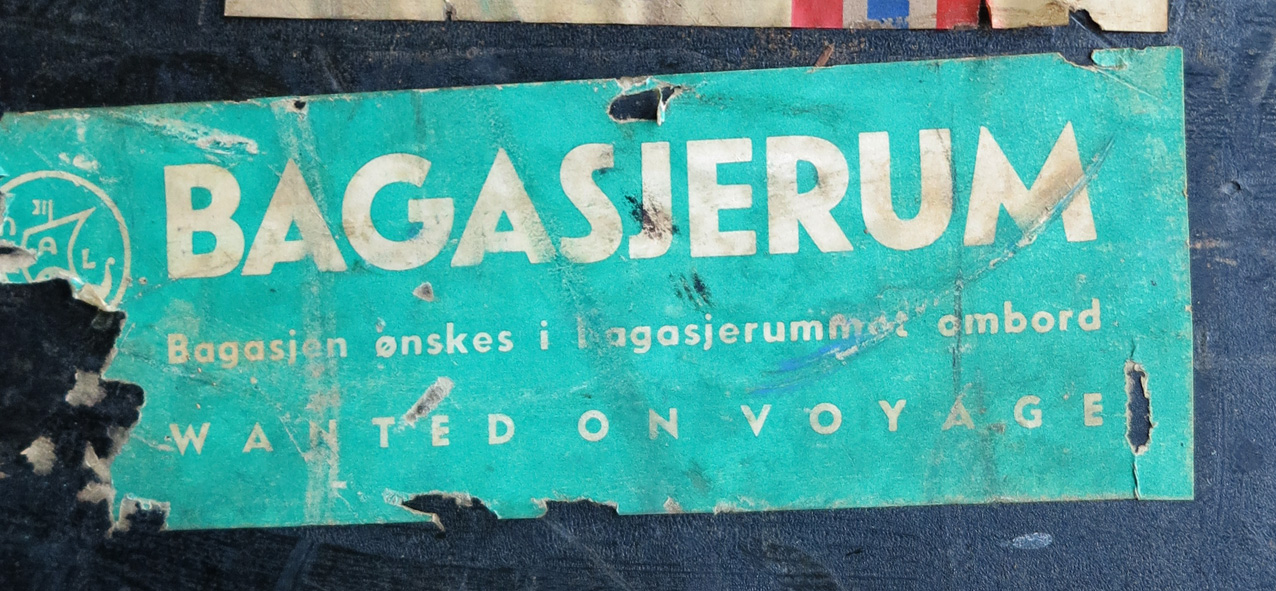 BAGASJERUM
Bagasjen ønskes i bagasjerummet ombord
WANTED ON VOYAGE